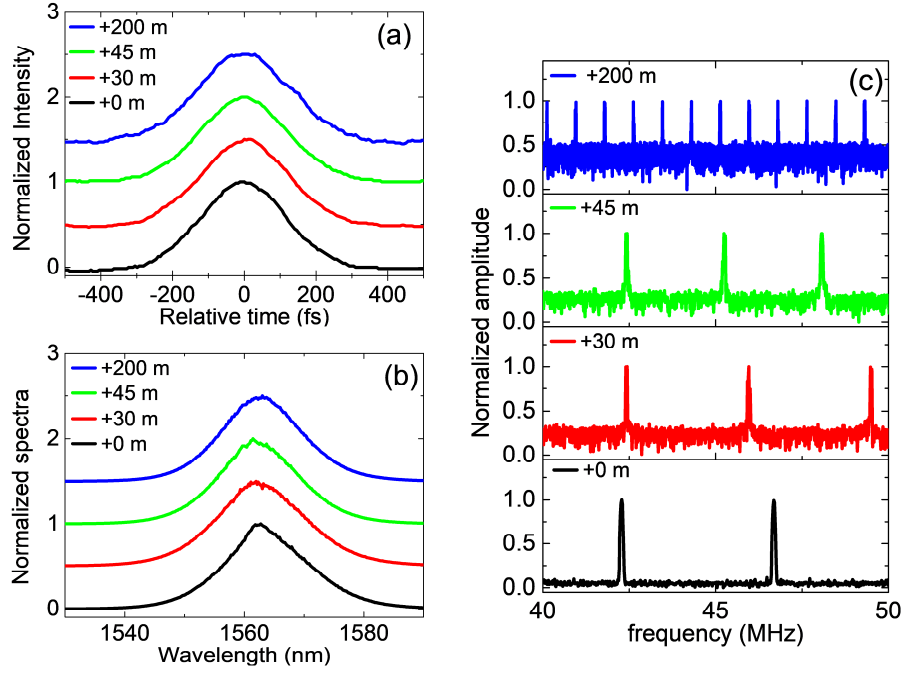 (a)
+200 m
+45 m
+30 m
+0 m
Normalized Intensity
3
2
1
0
-400 -200 0 200 400
Relative time (fs)
(b)
+200 m
+45 m
+30 m
+0 m
Normalized spectra
3
2
1
0
1540 1560 1580
Wavelength (nm)
(c)
+200 m
1.0
0.5
0.0
+45 m
1.0
0.5
0.0
+30 m
1.0
0.5
0.0
+0 m
1.0
0.5
0.0
Normalized amplitude
40 45 50
frequency (MHz)